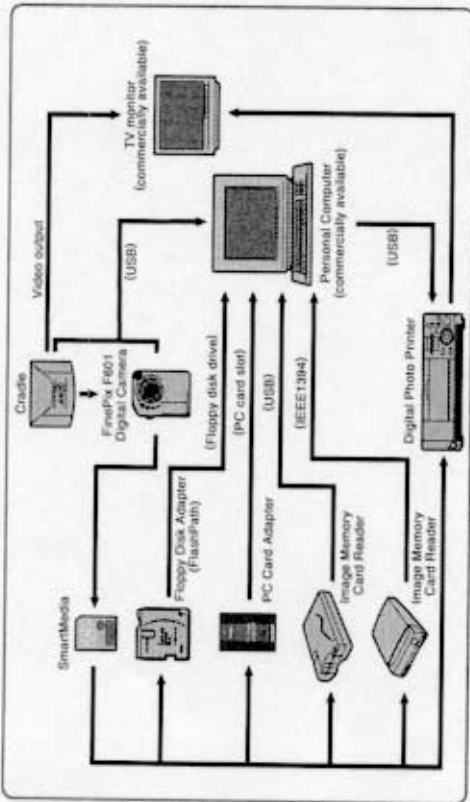 SmartMedia
Floppy Disk Adapter
(FlashPath)
PC Card Adapter
Image Memory
Card Reader
Image Memory
Card Reader
Cradle
FinePix F601
Digital Camera
Video output
(USB)
(Floppy disk drive)
(PC card slot)
(USB)
(IEEE1394)
TV monitor
(commercially available)
Personal Computer
(commercially available)
(USB)
Digital Photo Printer